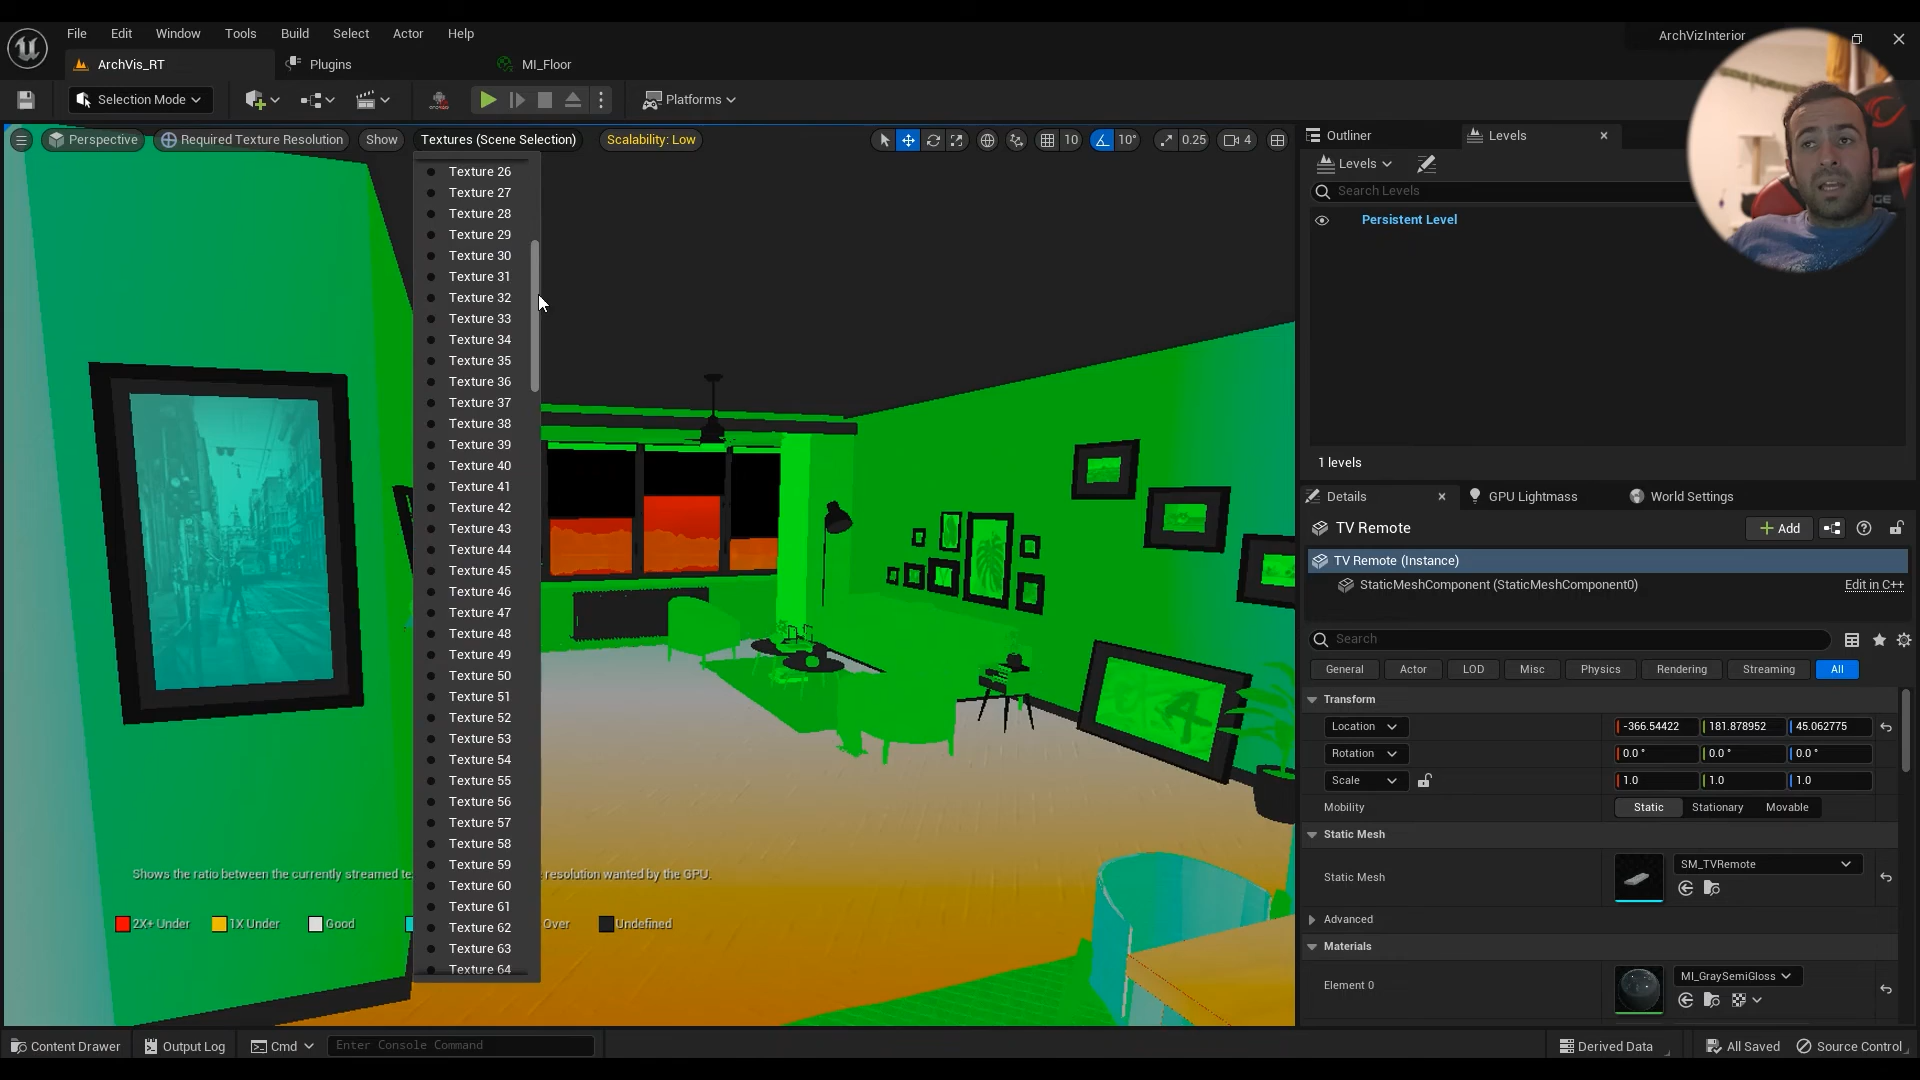 File Edit Window Tools Build Select Actor Help
ArchVizInterior
ArchVis_RT
Plugins
MI_Floor
Selection Mode
Platforms
Perspective
Required Texture Resolution
Show
Textures (Scene Selection)
Scalability: Low
10
10°
0.25
4
Texture 26
Texture 27
Texture 28
Texture 29
Texture 30
Texture 31
Texture 32
Texture 33
Texture 34
Texture 35
Texture 36
Texture 37
Texture 38
Texture 39
Texture 40
Texture 41
Texture 42
Texture 43
Texture 44
Texture 45
Texture 46
Texture 47
Texture 48
Texture 49
Texture 50
Texture 51
Texture 52
Texture 53
Texture 54
Texture 55
Texture 56
Texture 57
Texture 58
Texture 59
Texture 60
Texture 61
Texture 62
Texture 63
Texture 64
Shows the ratio between the currently streamed te
resolution wanted by the GPU.
2X+ Under
1X Under
Good
Over
Undefined
Outliner
Levels
Levels
Search Levels
Persistent Level
1 levels
Details
GPU Lightmass
World Settings
TV Remote
Add
TV Remote (Instance)
StaticMeshComponent (StaticMeshComponent0)
Edit in C++
Search
General
Actor
LOD
Misc
Physics
Rendering
Streaming
All
Transform
Location
-366.54422
181.878952
45.062775
Rotation
0.0 °
0.0 °
0.0 °
Scale
1.0
1.0
1.0
Mobility
Static
Stationary
Movable
Static Mesh
Static Mesh
SM_TVRemote
Advanced
Materials
Element 0
MI_GraySemiGloss
Content Drawer
Output Log
Cmd
Enter Console Command
Derived Data
All Saved
Source Control